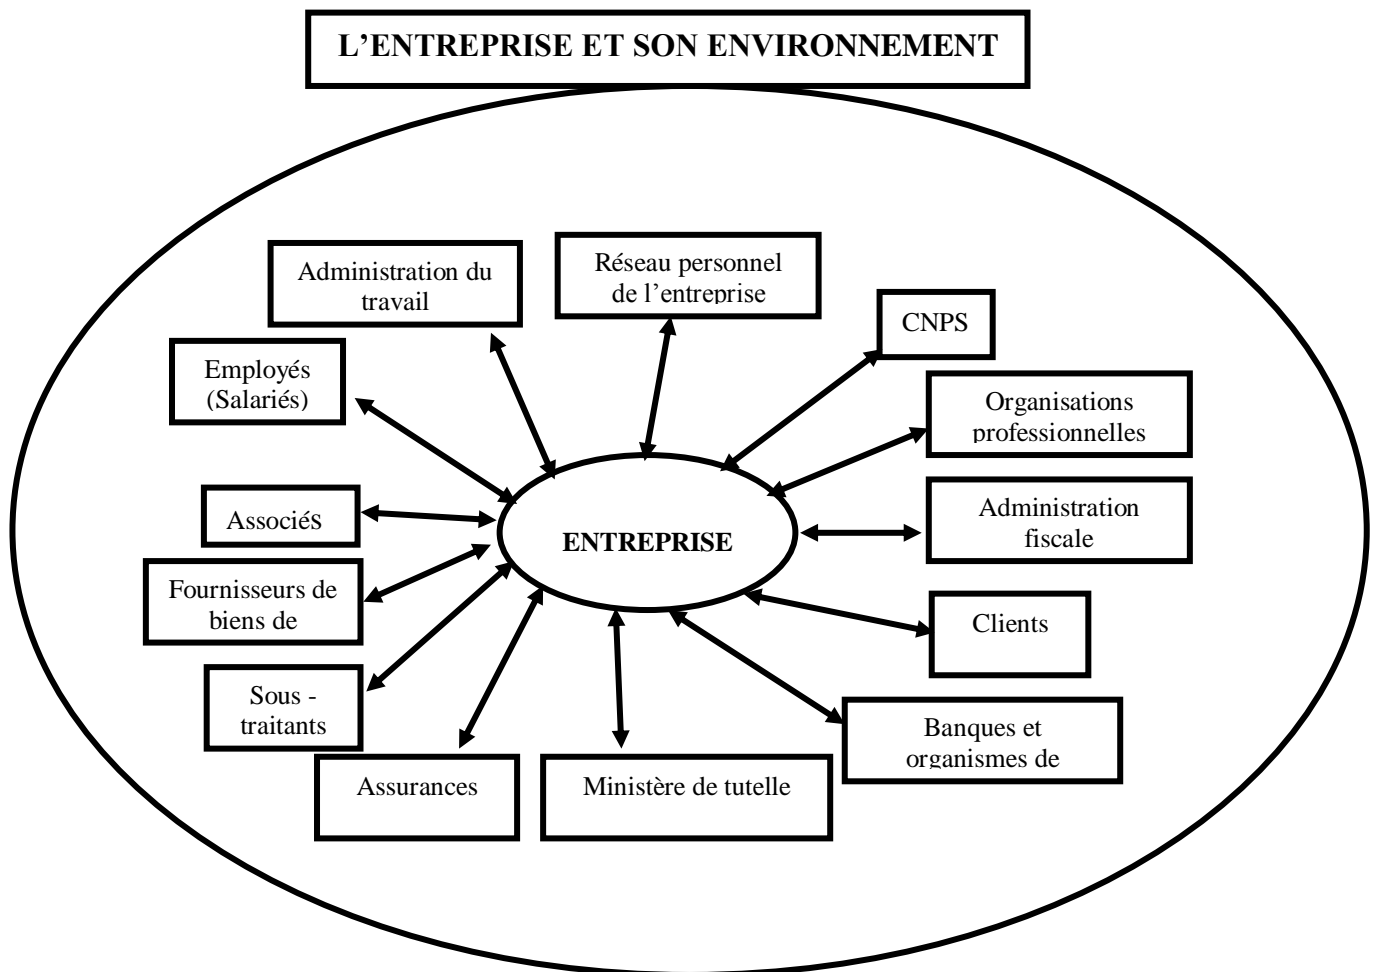 L’ENTREPRISE ET SON ENVIRONNEMENT
Administration du
travail
Réseau personnel
de l’entreprise
CNPS
Employés
(Salariés)
Organisations
professionnelles
Associés
ENTREPRISE
Administration
fiscale
Fournisseurs de
biens de
Clients
Sous -
traitants
Banques et
organismes de
Assurances
Ministère de tutelle